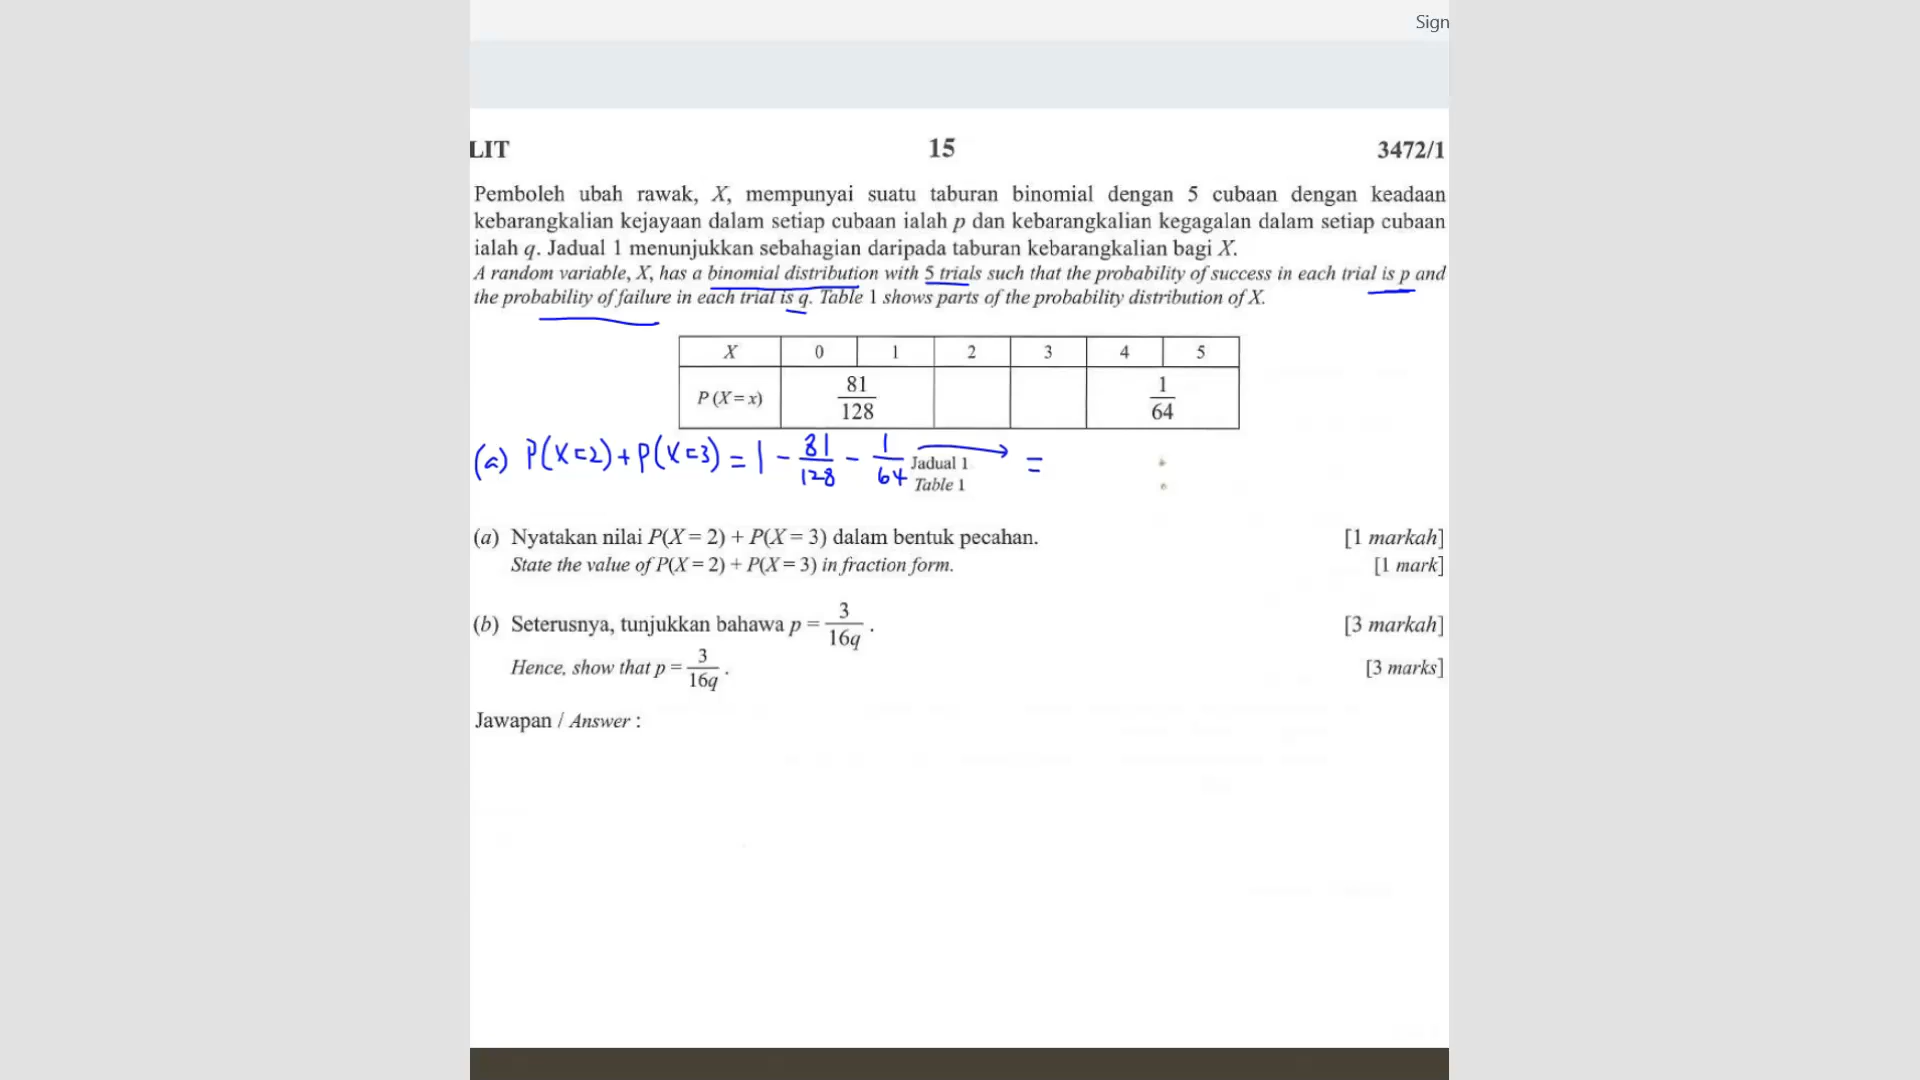 Sign
LIT 15 3472/1
Pemboleh ubah rawak, X, mempunyai suatu taburan binomial dengan 5 cubaan dengan keadaan
kebarangkalian kejayaan dalam setiap cubaan ialah p dan kebarangkalian kegagalan dalam setiap cubaan
ialah q. Jadual 1 menunjukkan sebahagian daripada taburan kebarangkalian bagi X.
A random variable, X, has a binomial distribution with 5 trials such that the probability of success in each trial is p and
the probability of failure in each trial is q. Table 1 shows parts of the probability distribution of X.
X 0 1 2 3 4 5
P (X = x) 81/128 1/64
(a) P(X=2) + P(X=3) = 1 - 81/128 - 1/64 =
Jadual 1
Table 1
(a) Nyatakan nilai P(X = 2) + P(X = 3) dalam bentuk pecahan. [1 markah]
State the value of P(X = 2) + P(X = 3) in fraction form. [1 mark]
(b) Seterusnya, tunjukkan bahawa p = 3/16q . [3 markah]
Hence, show that p = 3/16q . [3 marks]
Jawapan / Answer :